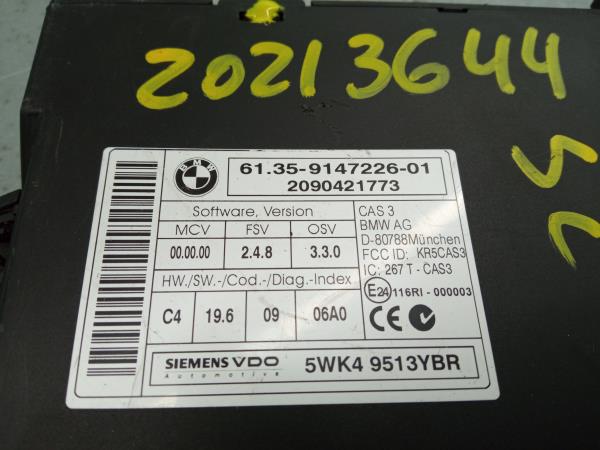 20213644
BMW
61.35-9147226-01
2090421773
Software, Version
MCV FSV OSV
00.00.00 2.4.8 3.3.0
HW./SW.-/Cod.-/Diag.-Index
C4 19.6 09 06A0
CAS 3
BMW AG
D-80788München
FCC ID: KR5CAS3
IC: 267 T - CAS3
E24 116RI - 000003
CE
SIEMENS VDO
Automotive
5WK4 9513YBR